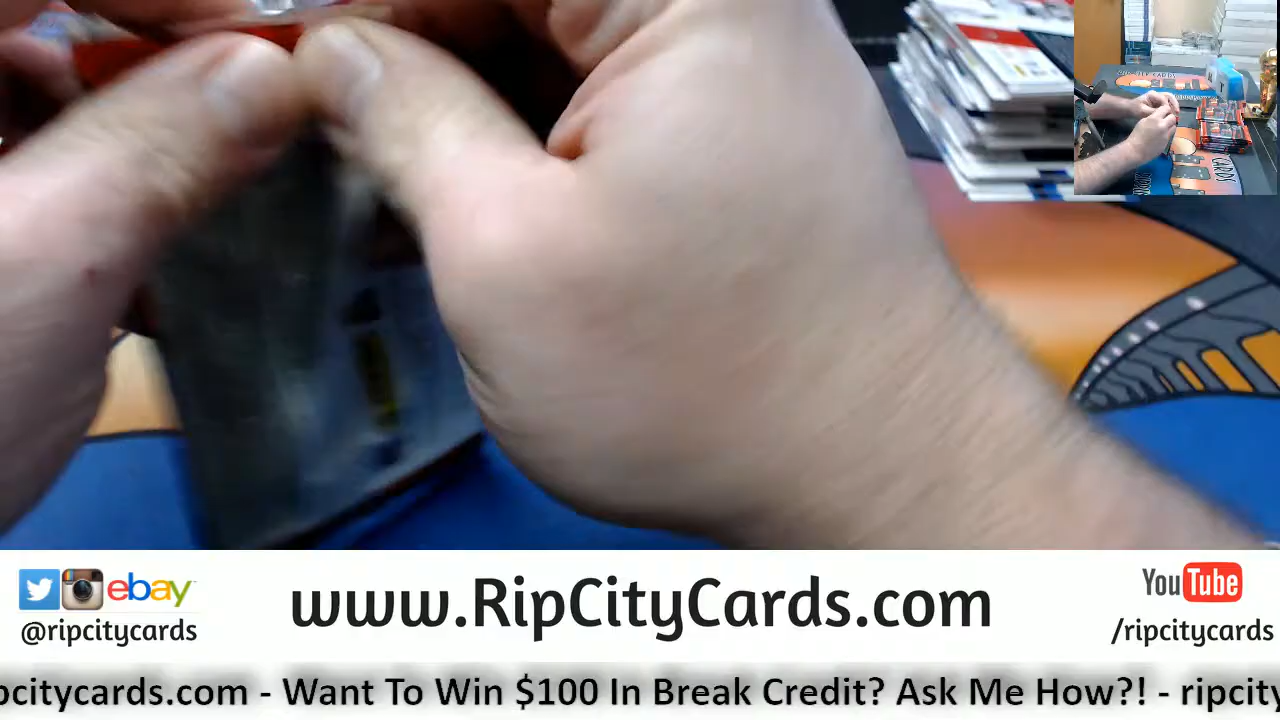 ebay
@ripcitycards
www.RipCityCards.com
YouTube
/ripcitycards
pcitycards.com - Want To Win $100 In Break Credit? Ask Me How?! - ripcity